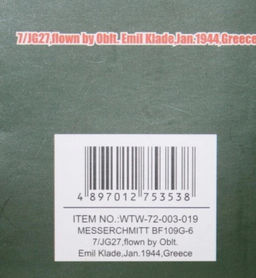 7/JG27,flown by Oblt. Emil Klade,Jan.1944,Greece
4 897012 753538
ITEM NO.:WTW-72-003-019
MESSERCHMITT BF109G-6
7/JG27,flown by Oblt.
Emil Klade,Jan.1944,Greece